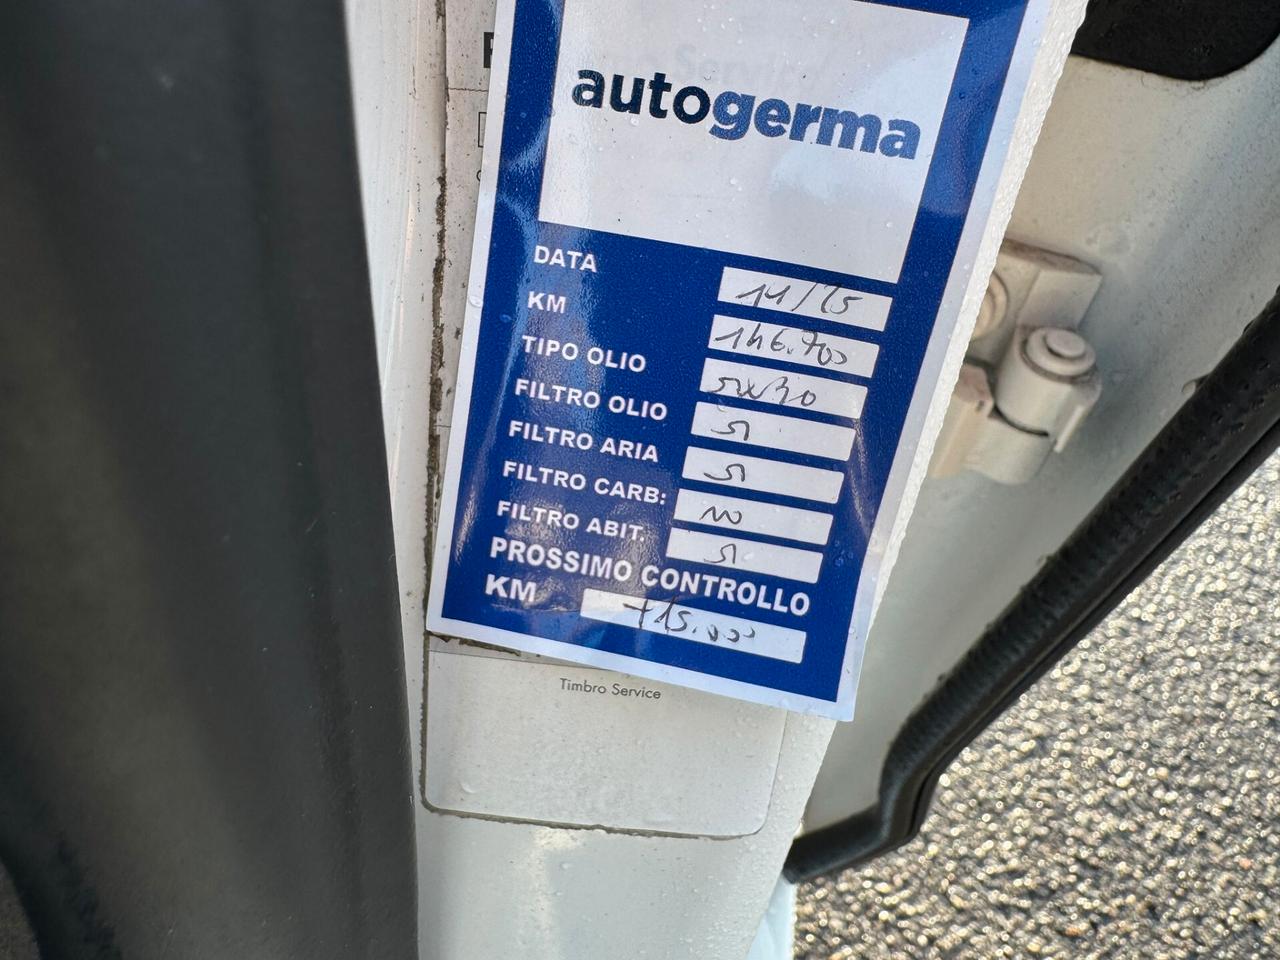 autogerma
DATA 11/25
KM 146.700
TIPO OLIO 5W30
FILTRO OLIO SI
FILTRO ARIA SI
FILTRO CARB: NO
FILTRO ABIT. SI
PROSSIMO CONTROLLO
KM +15.000
Timbro Service